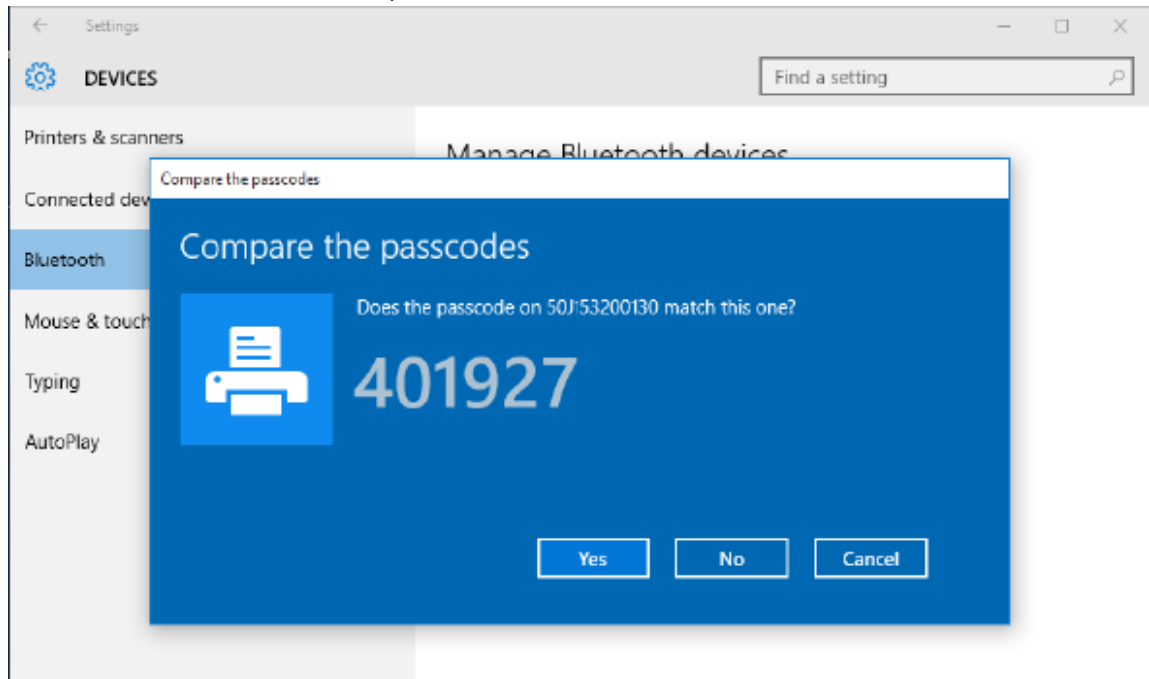 Settings
DEVICES
Find a setting
Printers & scanners
Manage Bluetooth devices
Compare the passcodes
Connected dev
Compare the passcodes
Bluetooth
Does the passcode on 50J153200130 match this one?
Mouse & touch
401927
Typing
AutoPlay
Yes No Cancel